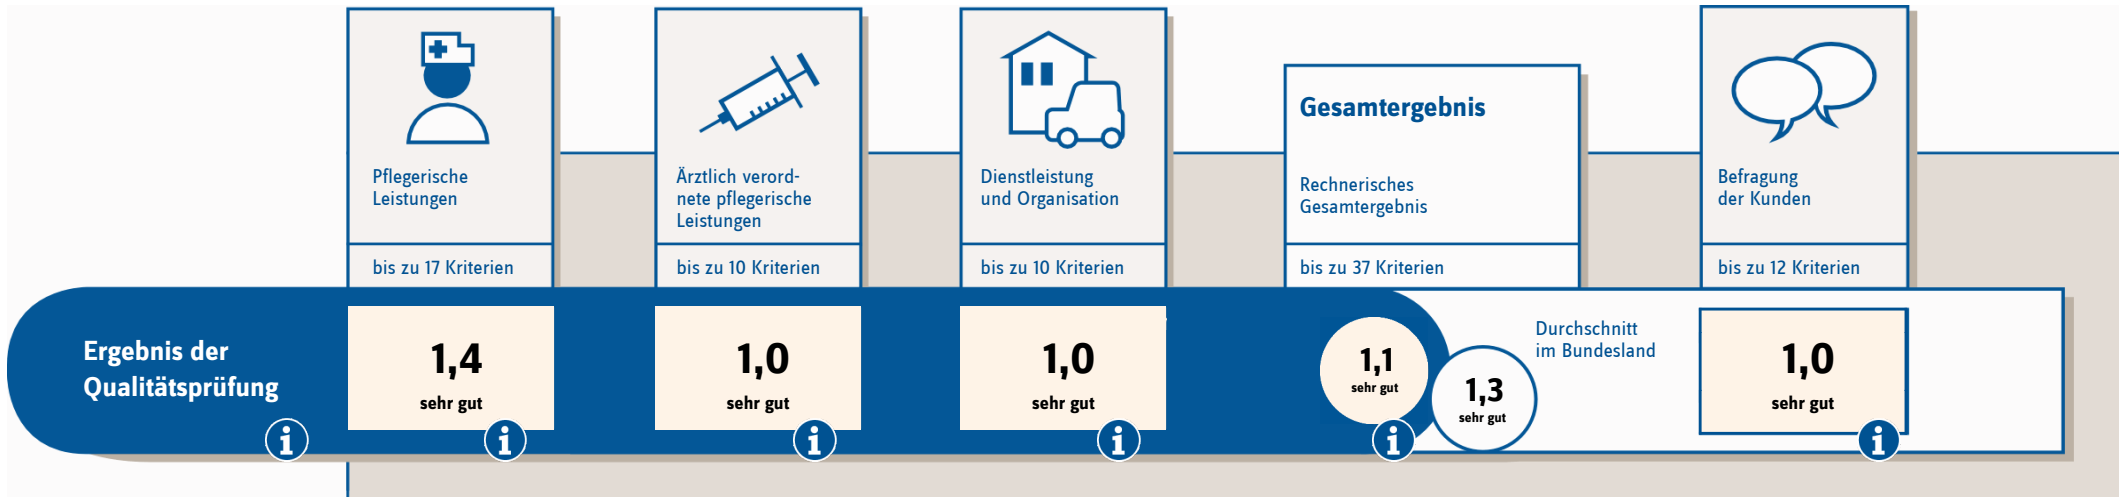 Pflegerische
Leistungen
bis zu 17 Kriterien
Ärztlich verord-
nete pflegerische
Leistungen
bis zu 10 Kriterien
Dienstleistung
und Organisation
bis zu 10 Kriterien
Gesamtergebnis
Rechnerisches
Gesamtergebnis
bis zu 37 Kriterien
Befragung
der Kunden
bis zu 12 Kriterien
Ergebnis der
Qualitätsprüfung
i
1,4
sehr gut
i
1,0
sehr gut
i
1,0
sehr gut
i
1,1
sehr gut
i
1,3
sehr gut
Durchschnitt
im Bundesland
1,0
sehr gut
i